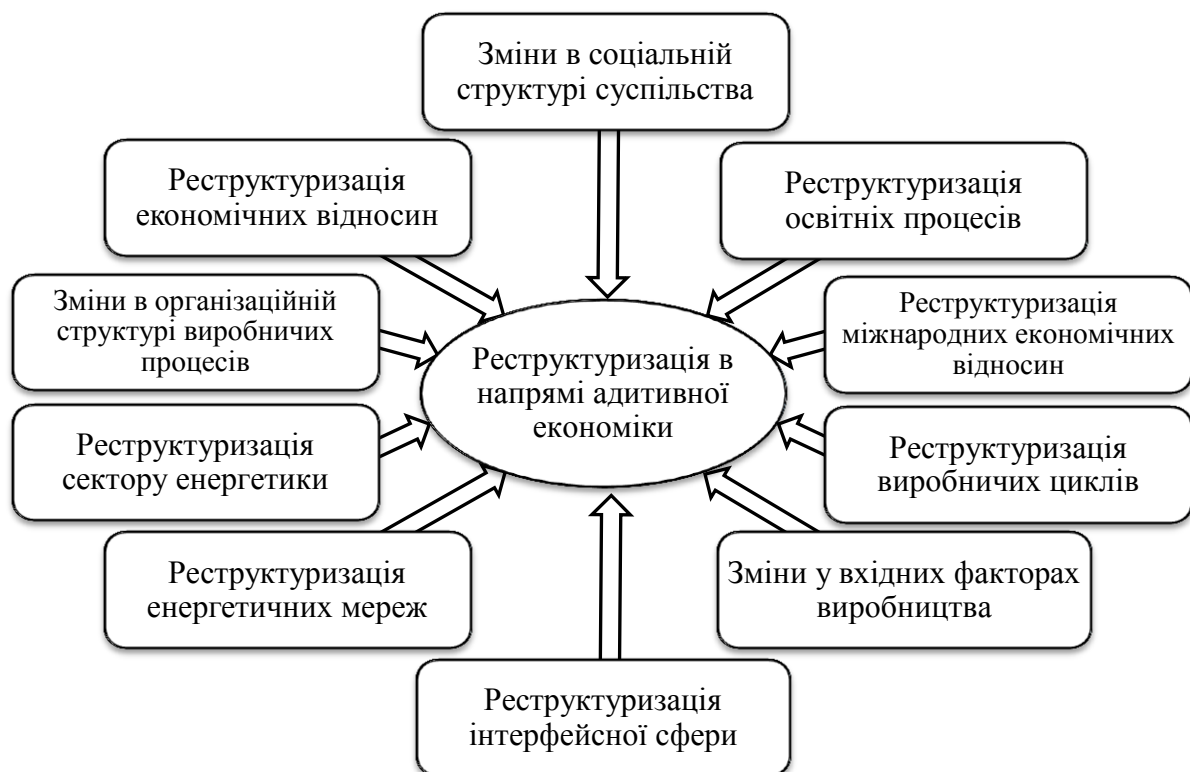 Зміни в соціальній
структурі суспільства
Реструктуризація
економічних відносин
Реструктуризація
освітніх процесів
Зміни в організаційній
структурі виробничих
процесів
Реструктуризація
міжнародних економічних
відносин
Реструктуризація в
напрямі адитивної
економіки
Реструктуризація
сектору енергетики
Реструктуризація
виробничих циклів
Реструктуризація
енергетичних мереж
Зміни у вхідних факторах
виробництва
Реструктуризація
інтерфейсної сфери